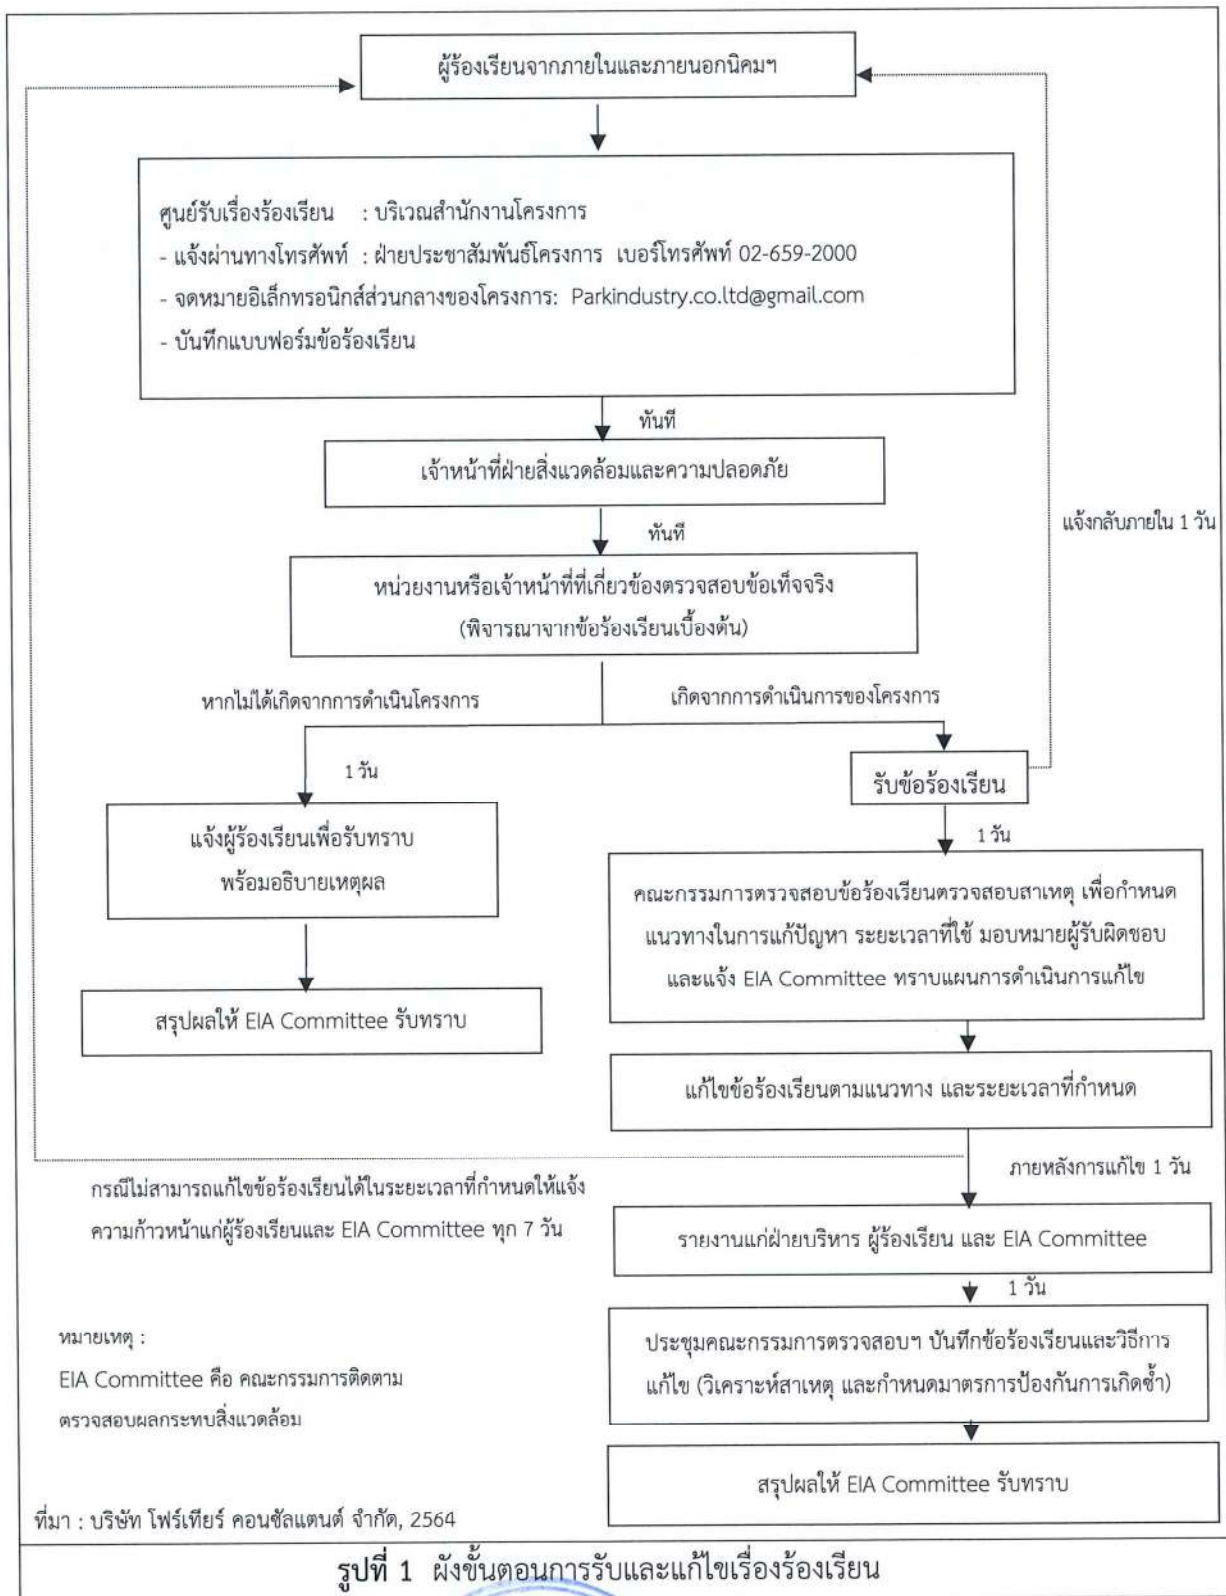 ผู้ร้องเรียนจากภายในและภายนอกนิคมฯ
ศูนย์รับเรื่องร้องเรียน : บริเวณสำนักงานโครงการ
- แจ้งผ่านทางโทรศัพท์ : ฝ่ายประชาสัมพันธ์โครงการ เบอร์โทรศัพท์ 02-659-2000
- จดหมายอิเล็กทรอนิกส์ส่วนกลางของโครงการ: Parkindustry.co.ltd@gmail.com
- บันทึกแบบฟอร์มข้อร้องเรียน
ทันที
เจ้าหน้าที่ฝ่ายสิ่งแวดล้อมและความปลอดภัย
แจ้งกลับภายใน 1 วัน
ทันที
หน่วยงานหรือเจ้าหน้าที่ที่เกี่ยวข้องตรวจสอบข้อเท็จจริง
(พิจารณาจากข้อร้องเรียนเบื้องต้น)
หากไม่ได้เกิดจากการดำเนินโครงการ
เกิดจากการดำเนินการของโครงการ
1 วัน
รับข้อร้องเรียน
แจ้งผู้ร้องเรียนเพื่อรับทราบ
พร้อมอธิบายเหตุผล
1 วัน
คณะกรรมการตรวจสอบข้อร้องเรียนตรวจสอบสาเหตุ เพื่อกำหนด
แนวทางในการแก้ปัญหา ระยะเวลาที่ใช้ มอบหมายผู้รับผิดชอบ
และแจ้ง EIA Committee ทราบแผนการดำเนินการแก้ไข
สรุปผลให้ EIA Committee รับทราบ
แก้ไขข้อร้องเรียนตามแนวทาง และระยะเวลาที่กำหนด
ภายหลังการแก้ไข 1 วัน
กรณีไม่สามารถแก้ไขข้อร้องเรียนได้ในระยะเวลาที่กำหนดให้แจ้ง
ความก้าวหน้าแก่ผู้ร้องเรียนและ EIA Committee ทุก 7 วัน
รายงานแก่ฝ่ายบริหาร ผู้ร้องเรียน และ EIA Committee
1 วัน
หมายเหตุ :
EIA Committee คือ คณะกรรมการติดตาม
ตรวจสอบผลกระทบสิ่งแวดล้อม
ประชุมคณะกรรมการตรวจสอบฯ บันทึกข้อร้องเรียนและวิธีการ
แก้ไข (วิเคราะห์สาเหตุ และกำหนดมาตรการป้องกันการเกิดซ้ำ)
สรุปผลให้ EIA Committee รับทราบ
ที่มา : บริษัท โฟร์เทียร์ คอนซัลแตนต์ จำกัด, 2564
รูปที่ 1 ผังขั้นตอนการรับและแก้ไขเรื่องร้องเรียน